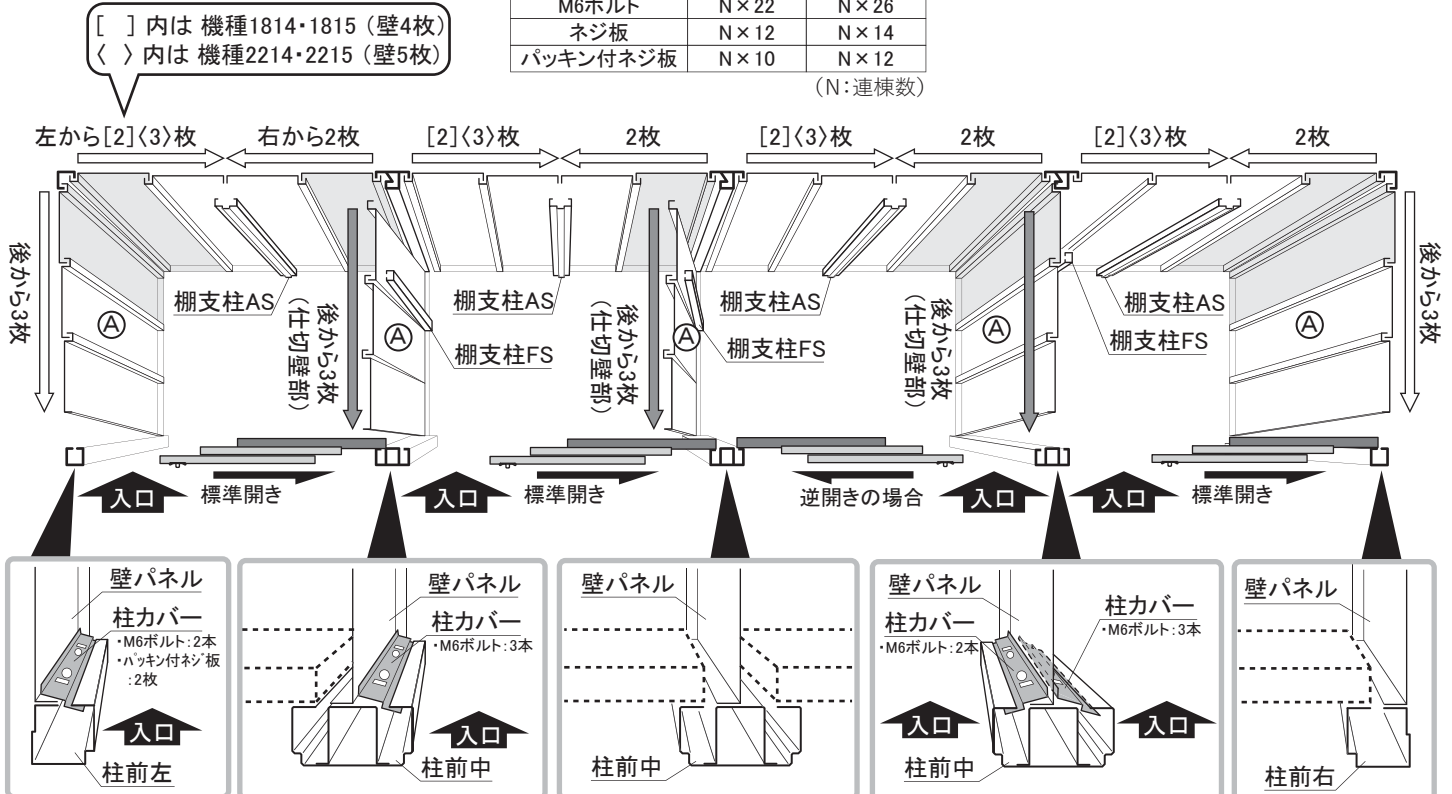 [ ] 内は 機種1814・1815（壁4枚）
〈 〉内は 機種2214・2215（壁5枚）
M6ボルト N×22 N×26
ネジ板 N×12 N×14
パッキン付ネジ板 N×10 N×12
（N：連棟数）
左から[2]〈3〉枚 右から2枚 [2]〈3〉枚 2枚 [2]〈3〉枚 2枚 [2]〈3〉枚 2枚
後から3枚
Ⓐ
棚支柱AS
後から3枚
（仕切壁部）
Ⓐ
棚支柱FS
棚支柱AS
後から3枚
（仕切壁部）
Ⓐ
棚支柱FS
棚支柱AS
後から3枚
（仕切壁部）
Ⓐ
棚支柱FS
棚支柱AS
Ⓐ
後から3枚
入口 標準開き 入口 標準開き 逆開きの場合 入口 入口 標準開き
壁パネル
柱カバー
・M6ボルト：2本
・パッキン付ネジ板
：2枚
入口
柱前左
壁パネル
柱カバー
・M6ボルト：3本
入口
柱前中
壁パネル
柱前中
壁パネル
柱カバー
・M6ボルト：2本
柱カバー
・M6ボルト：3本
入口
入口
柱前中
壁パネル
柱前右